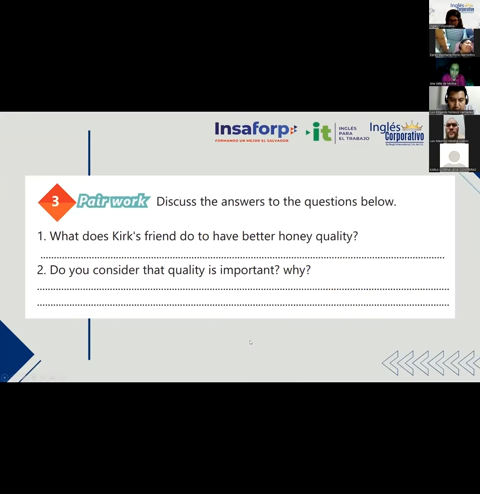 Inglés
Corporativo
Insaforp
FORMANDO UN MEJOR EL SALVADOR
it
INGLÉS
PARA
EL TRABAJO
Inglés
Corporativo
3
Pair work
Discuss the answers to the questions below.
1. What does Kirk's friend do to have better honey quality?
2. Do you consider that quality is important? why?